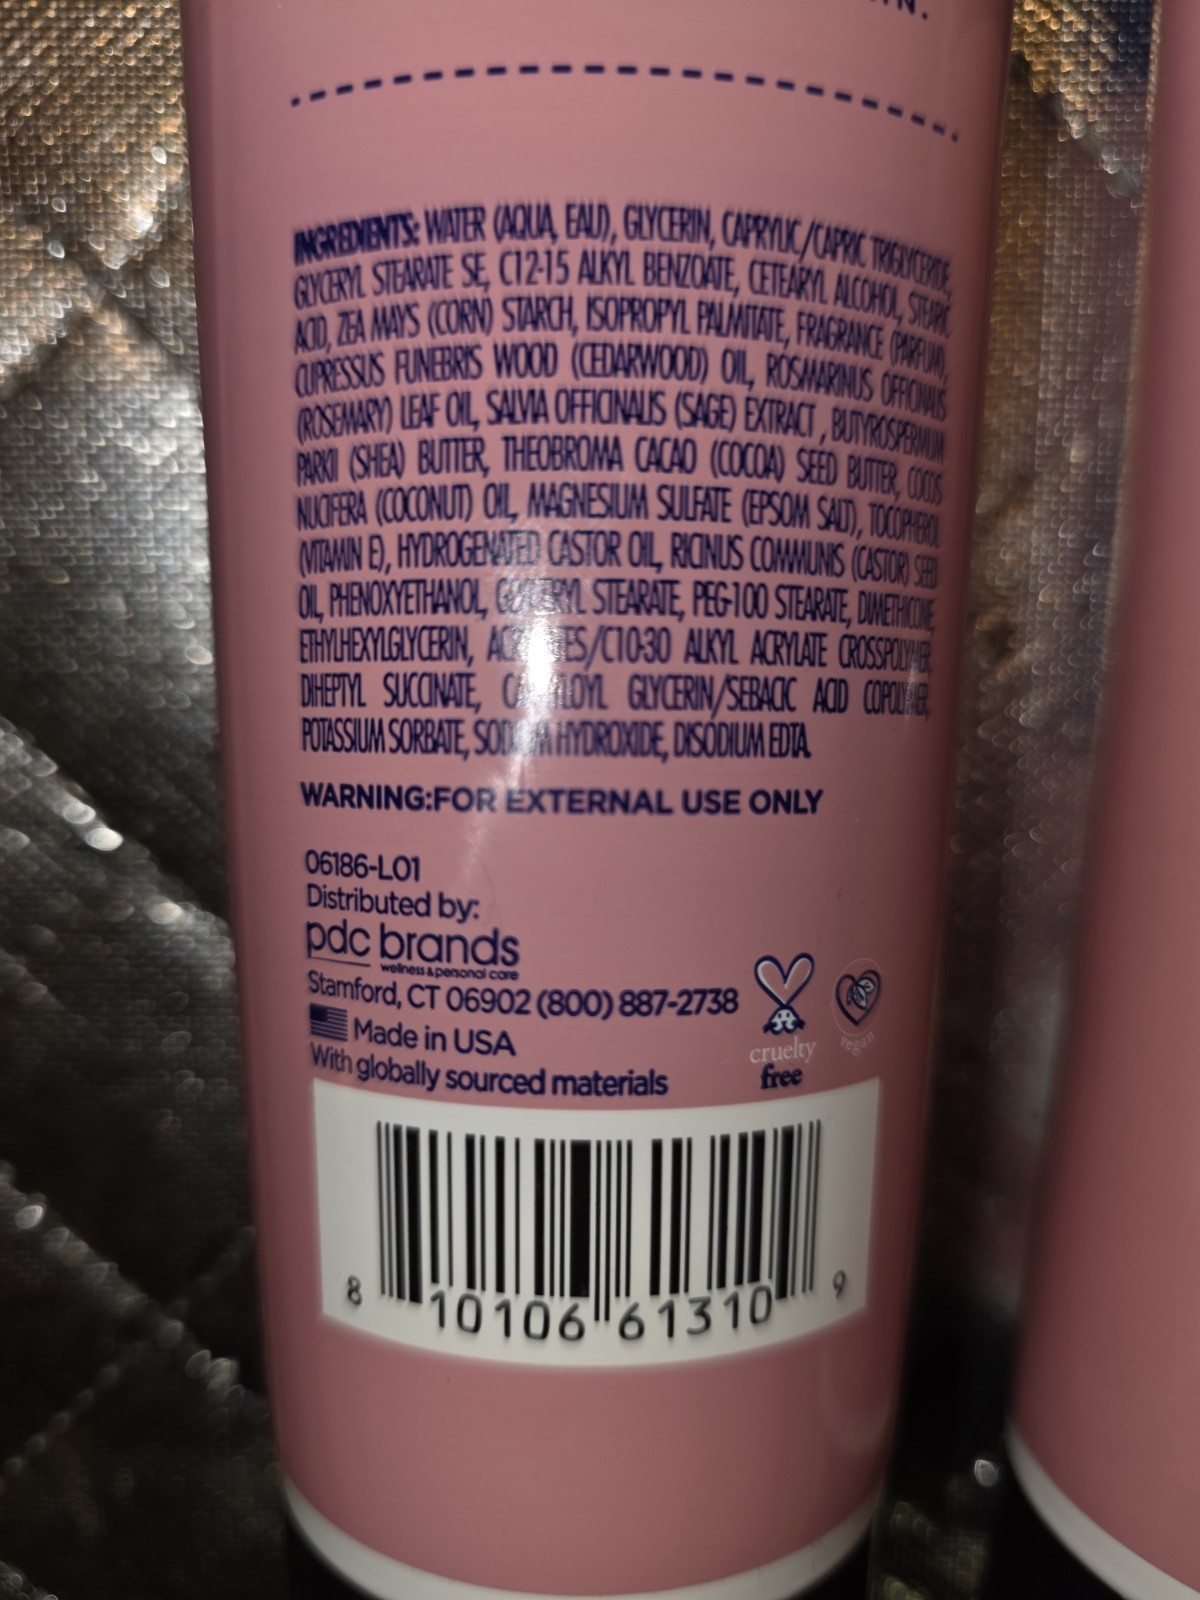 INGREDIENTS: WATER (AQUA, EAU), GLYCERIN, CAPRYLIC/CAPRIC TRIGLYCERIDE,
GLYCERYL STEARATE SE, C12-15 ALKYL BENZOATE, CETEARYL ALCOHOL, STEARIC
ACID, ZEA MAYS (CORN) STARCH, ISOPROPYL PALMITATE, FRAGRANCE (PARFUM),
CUPRESSUS FUNEBRIS WOOD (CEDARWOOD) OIL, ROSMARINUS OFFICINALIS
(ROSEMARY) LEAF OIL, SALVIA OFFICINALIS (SAGE) EXTRACT , BUTYROSPERMUM
PARKII (SHEA) BUTTER, THEOBROMA CACAO (COCOA) SEED BUTTER, COCOS
NUCIFERA (COCONUT) OIL, MAGNESIUM SULFATE (EPSOM SALT), TOCOPHEROL
(VITAMIN E), HYDROGENATED CASTOR OIL, RICINUS COMMUNIS (CASTOR) SEED
OIL, PHENOXYETHANOL, GLYCERYL STEARATE, PEG-100 STEARATE, DIMETHICONE,
ETHYLHEXYLGLYCERIN, ACRYLATES/C10-30 ALKYL ACRYLATE CROSSPOLYMER,
DIHEPTYL SUCCINATE, CAPRYLOYL GLYCERIN/SEBACIC ACID COPOLYMER,
POTASSIUM SORBATE, SODIUM HYDROXIDE, DISODIUM EDTA.
WARNING:FOR EXTERNAL USE ONLY
06186-L01
Distributed by:
pdc brands
wellness & personal care
Stamford, CT 06902 (800) 887-2738
Made in USA
With globally sourced materials
cruelty
free
vegan
8 10106 61310 9